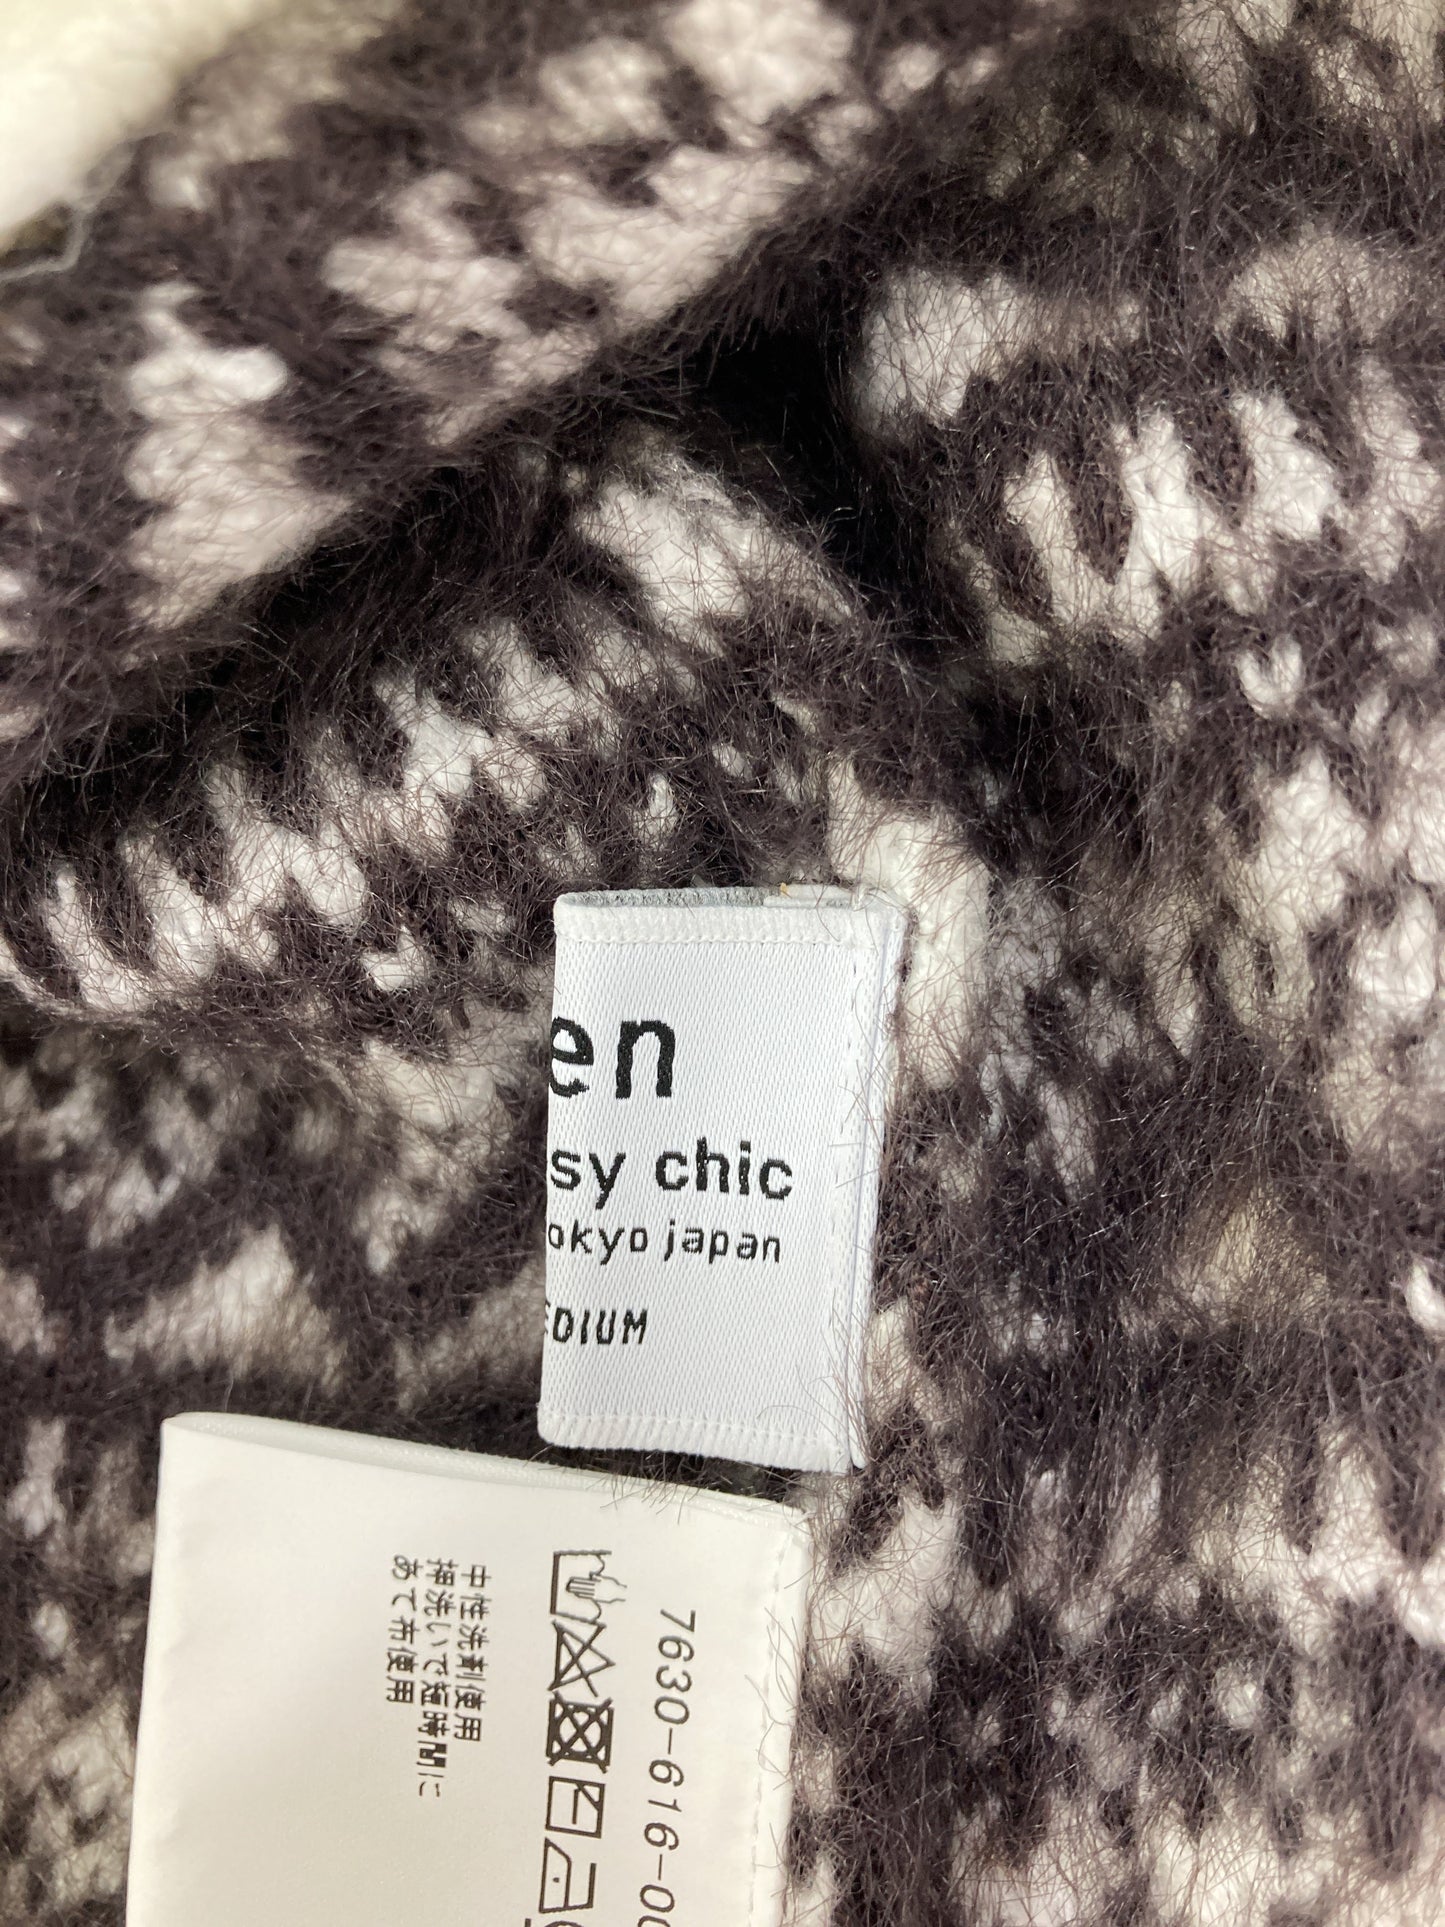 en
sy chic
okyo japan
EDIUM
7630-616-00
中性洗剤使用
押洗いで短時間に
あて布使用